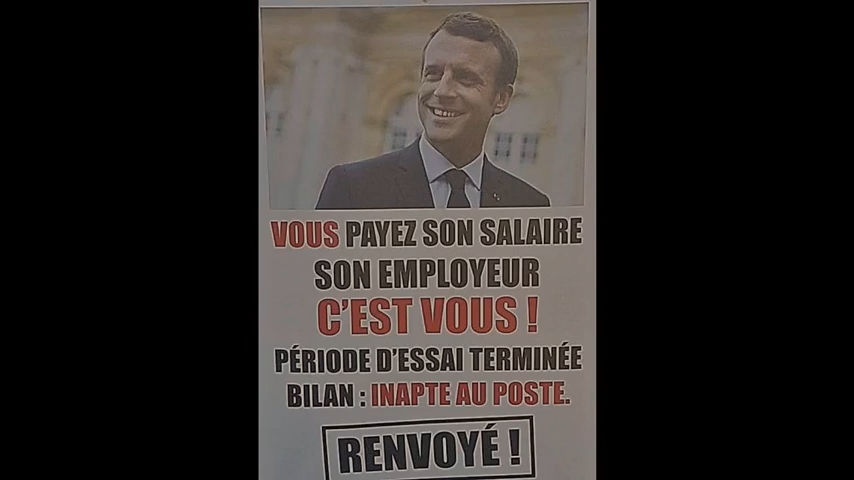 VOUS PAYEZ SON SALAIRE
SON EMPLOYEUR
C'EST VOUS !
PÉRIODE D'ESSAI TERMINÉE
BILAN : INAPTE AU POSTE.
RENVOYÉ !